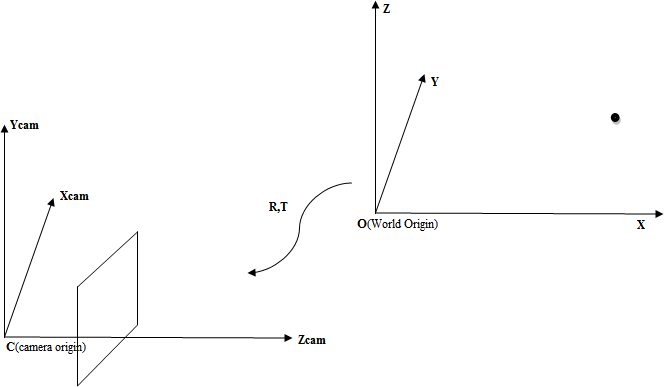 Z
Y
Ycam
Xcam
R,T
O(World Origin)
X
C(camera origin)
Zcam